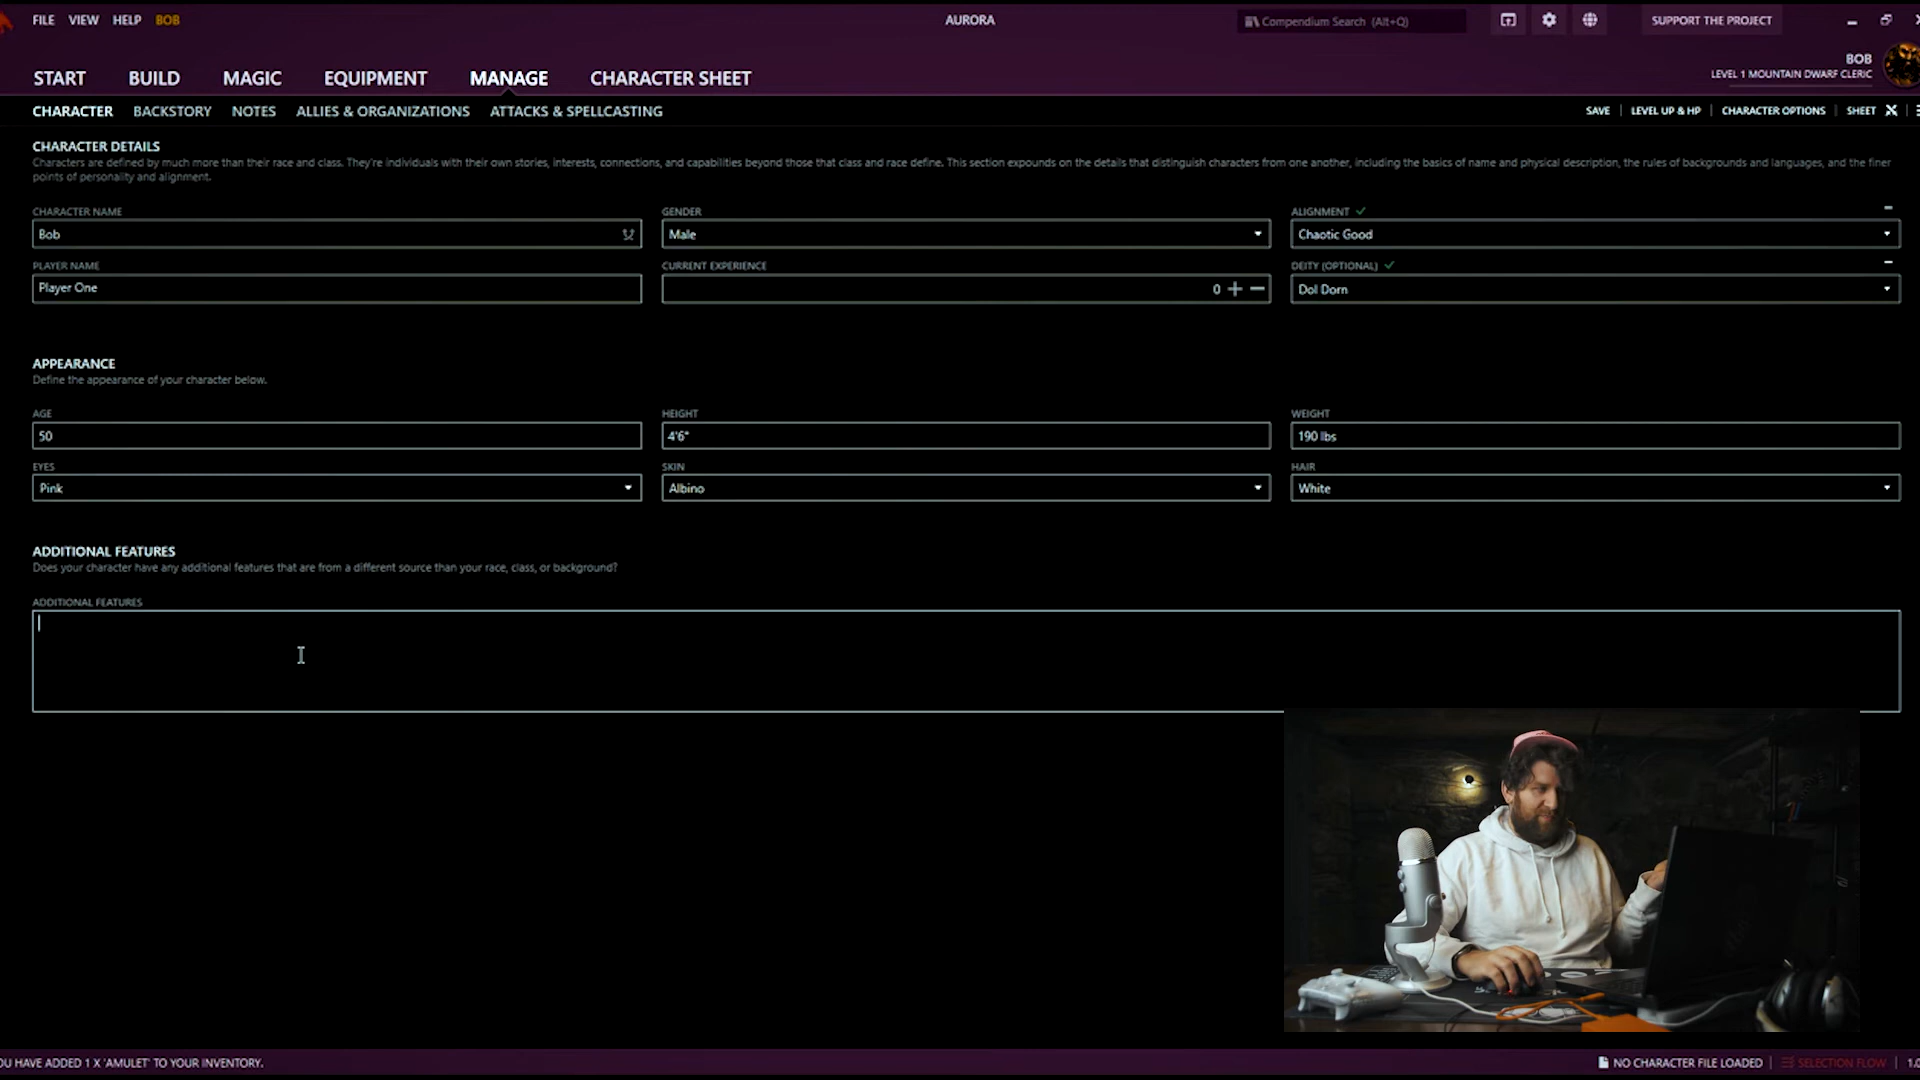 FILE VIEW HELP BOB AURORA Compendium Search (Alt+Q) SUPPORT THE PROJECT
BOB
LEVEL 1 MOUNTAIN DWARF CLERIC
START BUILD MAGIC EQUIPMENT MANAGE CHARACTER SHEET
CHARACTER BACKSTORY NOTES ALLIES & ORGANIZATIONS ATTACKS & SPELLCASTING SAVE LEVEL UP & HP CHARACTER OPTIONS SHEET
CHARACTER DETAILS
Characters are defined by much more than their race and class. They're individuals with their own stories, interests, connections, and capabilities beyond those that class and race define. This section expounds on the details that distinguish characters from one another, including the basics of name and physical description, the rules of backgrounds and languages, and the finer
points of personality and alignment.
CHARACTER NAME GENDER ALIGNMENT
Bob Male Chaotic Good
PLAYER NAME CURRENT EXPERIENCE DEITY (OPTIONAL)
Player One 0 Dol Dorn
APPEARANCE
Define the appearance of your character below.
AGE HEIGHT WEIGHT
50 4'6" 190 lbs
EYES SKIN HAIR
Pink Albino White
ADDITIONAL FEATURES
Does your character have any additional features that are from a different source than your race, class, or background?
ADDITIONAL FEATURES
OU HAVE ADDED 1 X 'AMULET' TO YOUR INVENTORY. NO CHARACTER FILE LOADED SELECTION FLOW 1.0